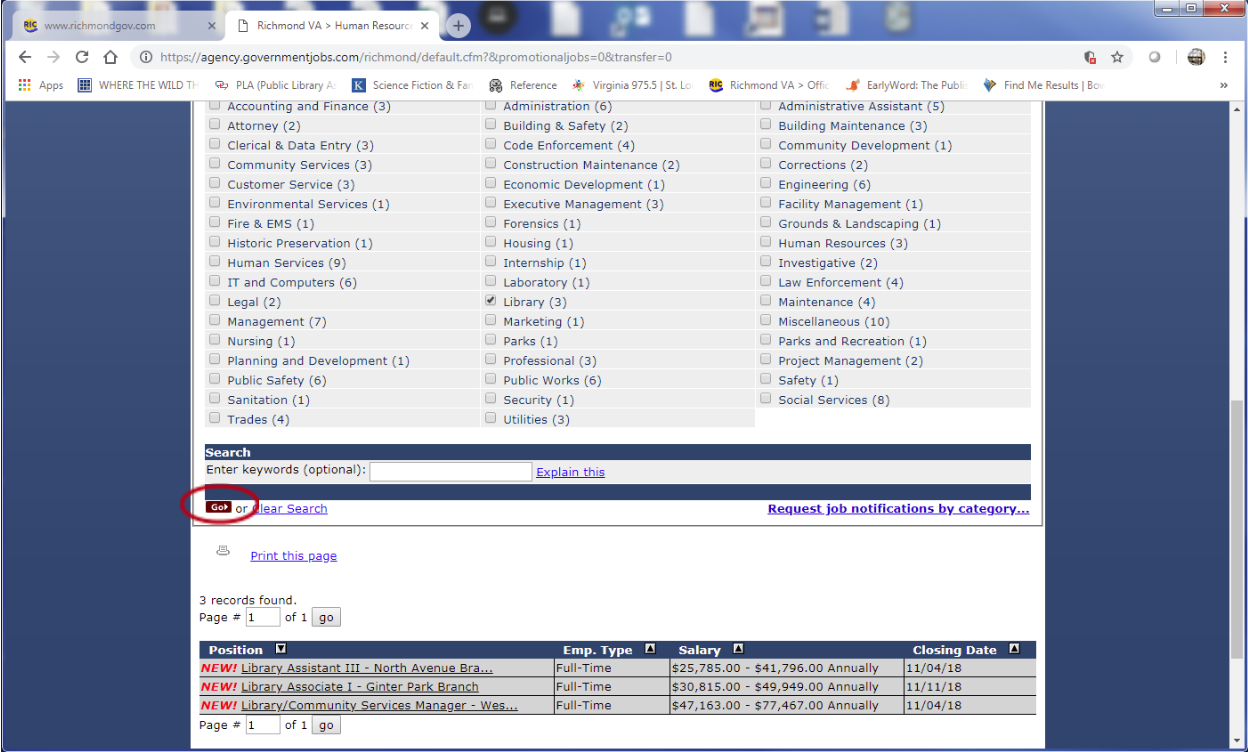 RIC www.richmondgov.com × Richmond VA > Human Resourc × +
https://agency.governmentjobs.com/richmond/default.cfm?&promotionaljobs=0&transfer=0
Apps WHERE THE WILD TH PLA (Public Library A K Science Fiction & Fan Reference Virginia 975.5 | St. Lo RIC Richmond VA > Offic EarlyWord: The Publi Find Me Results | Bow »
Accounting and Finance (3) Administration (6) Administrative Assistant (5)
Attorney (2) Building & Safety (2) Building Maintenance (3)
Clerical & Data Entry (3) Code Enforcement (4) Community Development (1)
Community Services (3) Construction Maintenance (2) Corrections (2)
Customer Service (3) Economic Development (1) Engineering (6)
Environmental Services (1) Executive Management (3) Facility Management (1)
Fire & EMS (1) Forensics (1) Grounds & Landscaping (1)
Historic Preservation (1) Housing (1) Human Resources (3)
Human Services (9) Internship (1) Investigative (2)
IT and Computers (6) Laboratory (1) Law Enforcement (4)
Legal (2) Library (3) Maintenance (4)
Management (7) Marketing (1) Miscellaneous (10)
Nursing (1) Parks (1) Parks and Recreation (1)
Planning and Development (1) Professional (3) Project Management (2)
Public Safety (6) Public Works (6) Safety (1)
Sanitation (1) Security (1) Social Services (8)
Trades (4) Utilities (3)
Search
Enter keywords (optional): Explain this
Go or Clear Search Request job notifications by category...
Print this page
3 records found.
Page # 1 of 1 go
Position Emp. Type Salary Closing Date
NEW! Library Assistant III - North Avenue Bra... Full-Time $25,785.00 - $41,796.00 Annually 11/04/18
NEW! Library Associate I - Ginter Park Branch Full-Time $30,815.00 - $49,949.00 Annually 11/11/18
NEW! Library/Community Services Manager - Wes... Full-Time $47,163.00 - $77,467.00 Annually 11/04/18
Page # 1 of 1 go